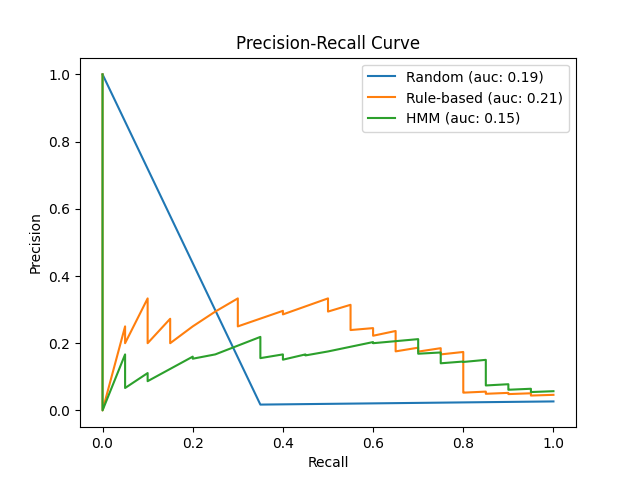 Precision-Recall Curve
Random (auc: 0.19)
Rule-based (auc: 0.21)
HMM (auc: 0.15)
Precision
1.0
0.8
0.6
0.4
0.2
0.0
0.0 0.2 0.4 0.6 0.8 1.0
Recall